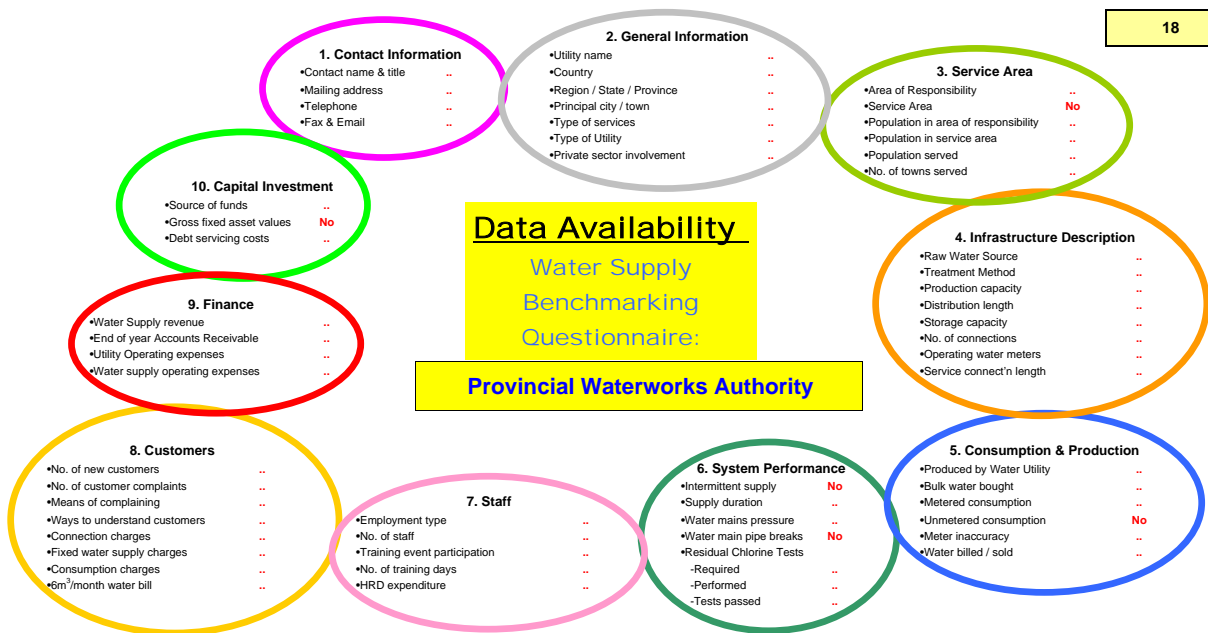 18
1. Contact Information
•Contact name & title ..
•Mailing address ..
•Telephone ..
•Fax & Email ..
2. General Information
•Utility name ..
•Country ..
•Region / State / Province ..
•Principal city / town ..
•Type of services ..
•Type of Utility ..
•Private sector involvement ..
3. Service Area
•Area of Responsibility ..
•Service Area No
•Population in area of responsibility ..
•Population in service area ..
•Population served ..
•No. of towns served ..
10. Capital Investment
•Source of funds ..
•Gross fixed asset values No
•Debt servicing costs ..
Data Availability
Water Supply
Benchmarking
Questionnaire:
Provincial Waterworks Authority
4. Infrastructure Description
•Raw Water Source ..
•Treatment Method ..
•Production capacity ..
•Distribution length ..
•Storage capacity ..
•No. of connections ..
•Operating water meters ..
•Service connect'n length ..
9. Finance
•Water Supply revenue ..
•End of year Accounts Receivable ..
•Utility Operating expenses ..
•Water supply operating expenses ..
8. Customers
•No. of new customers ..
•No. of customer complaints ..
•Means of complaining ..
•Ways to understand customers ..
•Connection charges ..
•Fixed water supply charges ..
•Consumption charges ..
•6m³/month water bill ..
7. Staff
•Employment type ..
•No. of staff ..
•Training event participation ..
•No. of training days ..
•HRD expenditure ..
6. System Performance
•Intermittent supply No
•Supply duration ..
•Water mains pressure ..
•Water main pipe breaks No
•Residual Chlorine Tests
-Required ..
-Performed ..
-Tests passed ..
5. Consumption & Production
•Produced by Water Utility ..
•Bulk water bought ..
•Metered consumption ..
•Unmetered consumption No
•Meter inaccuracy ..
•Water billed / sold ..